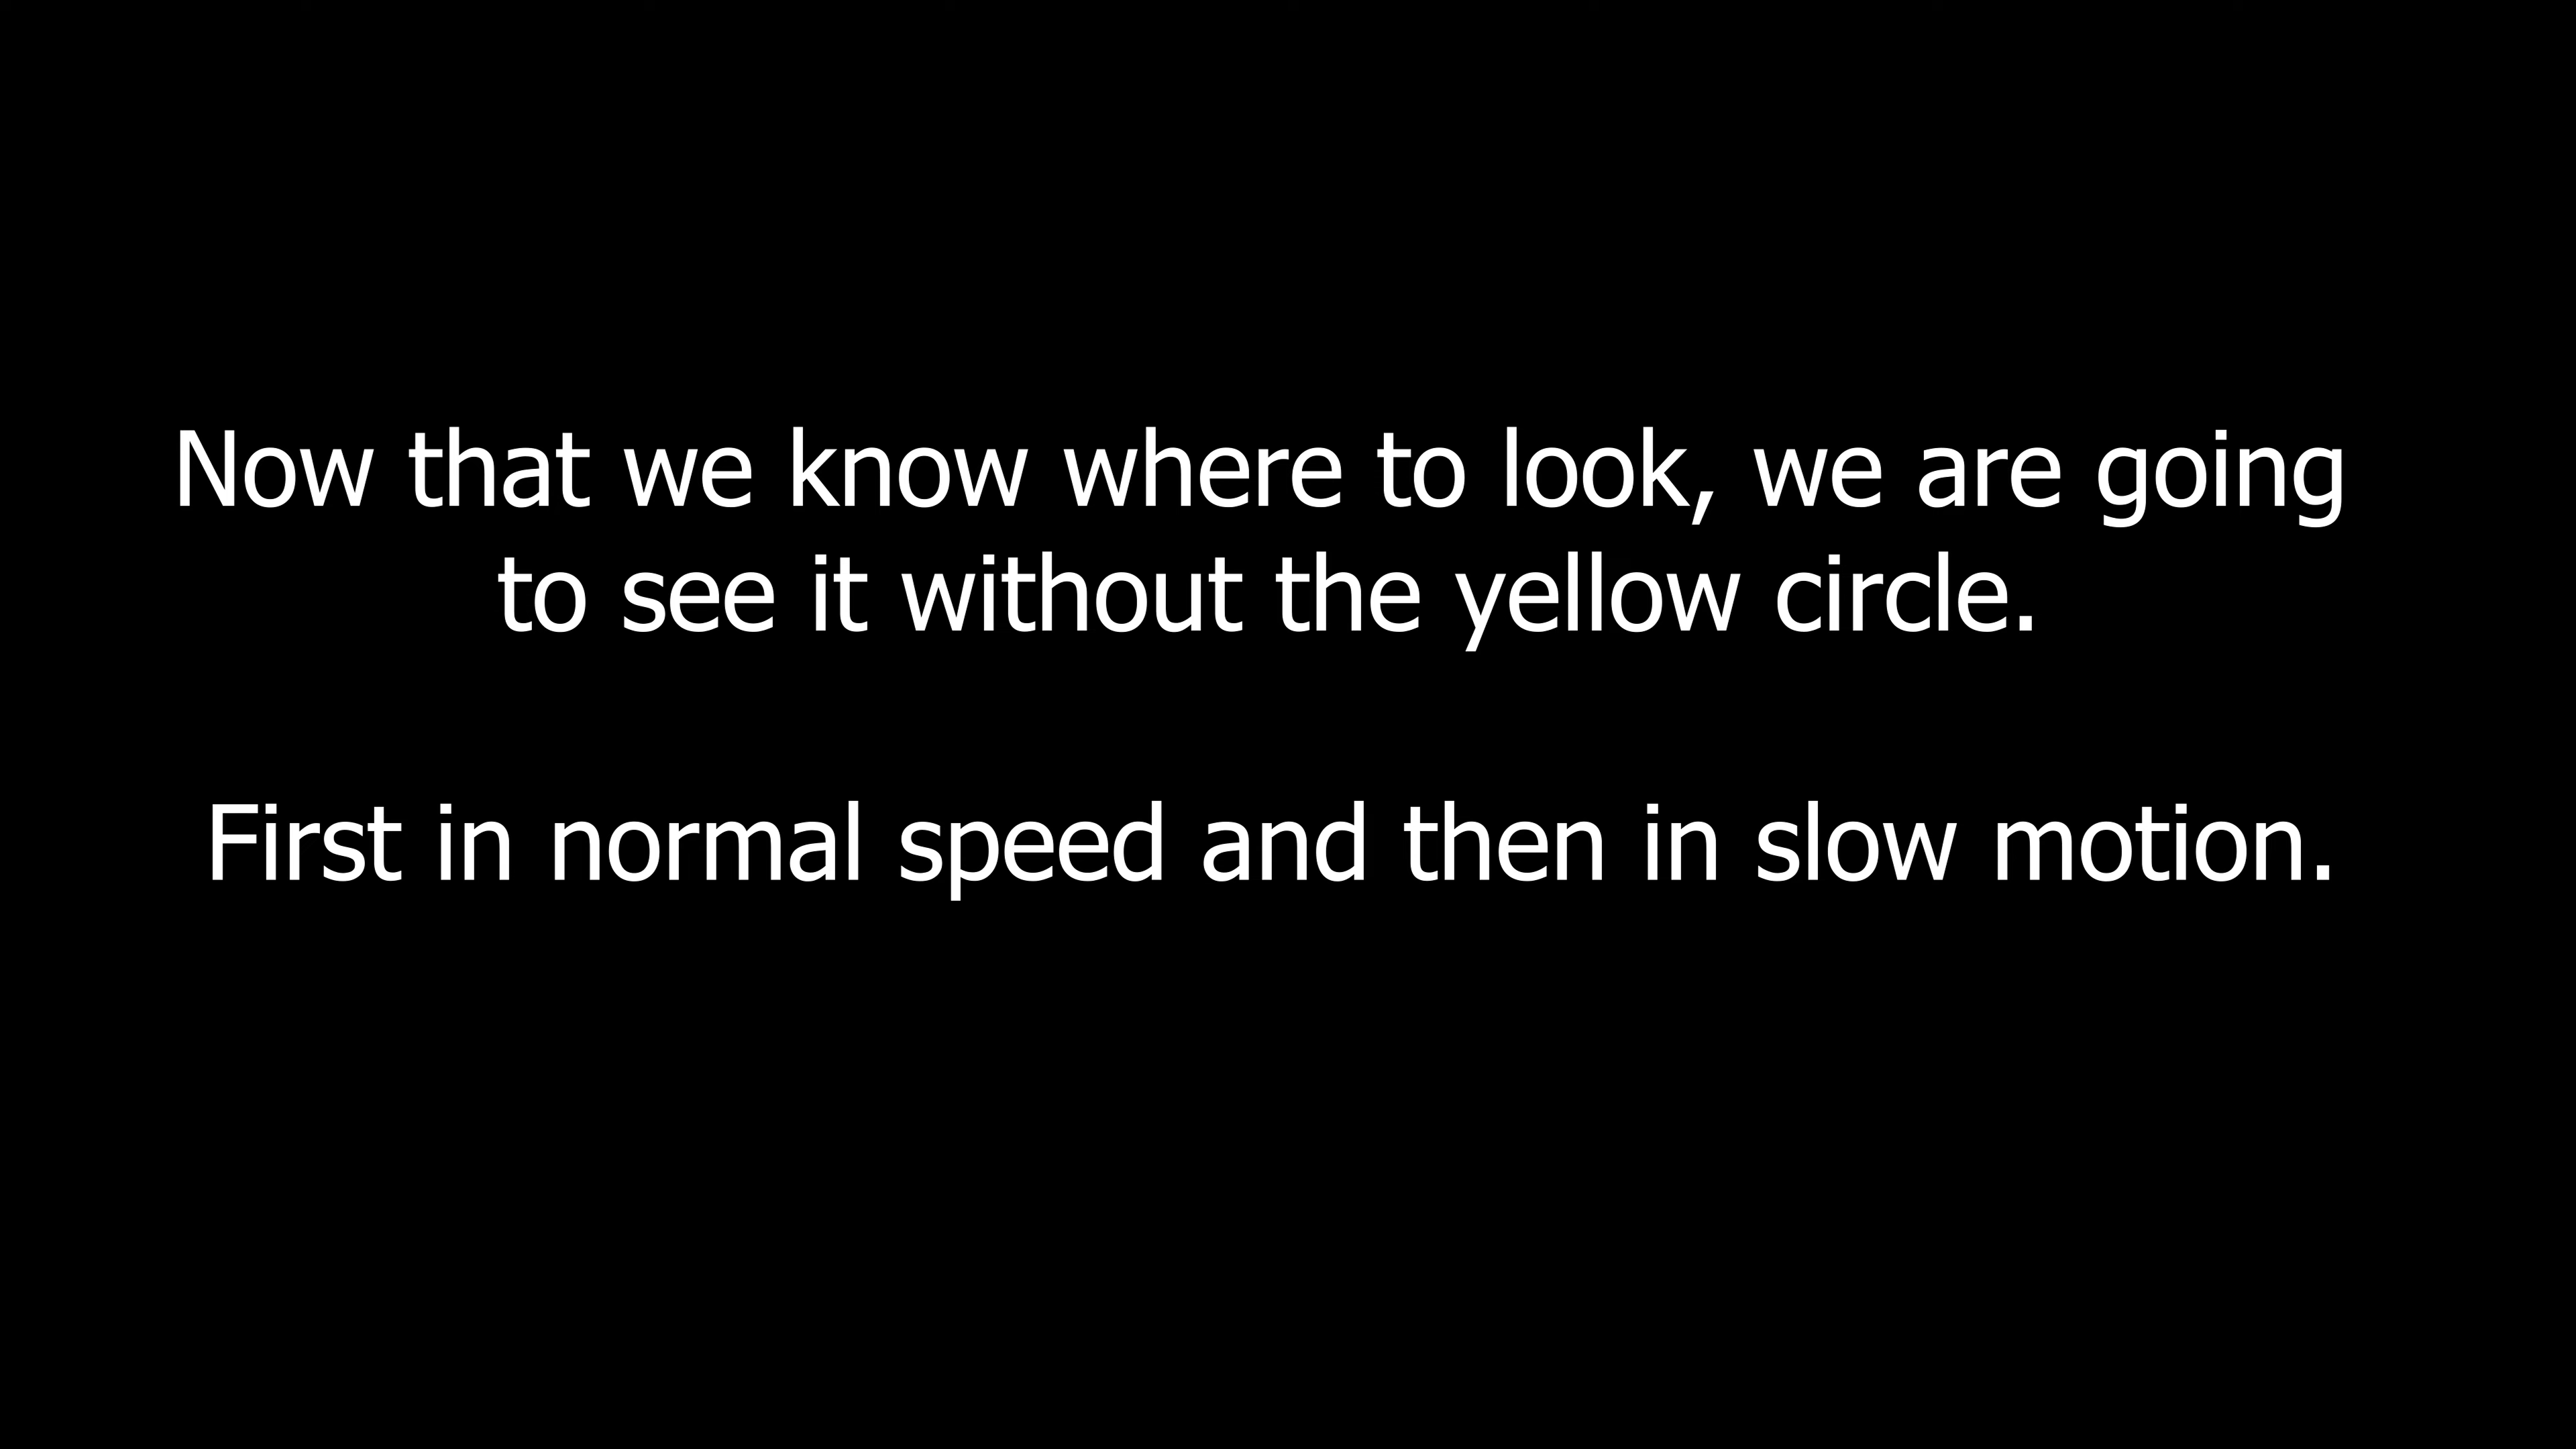 Now that we know where to look, we are going
to see it without the yellow circle.
First in normal speed and then in slow motion.